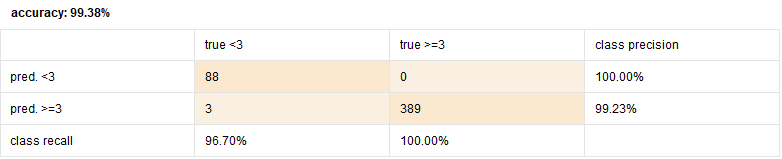 accuracy: 99.38%
true <3 true >=3 class precision
pred. <3 88 0 100.00%
pred. >=3 3 389 99.23%
class recall 96.70% 100.00%